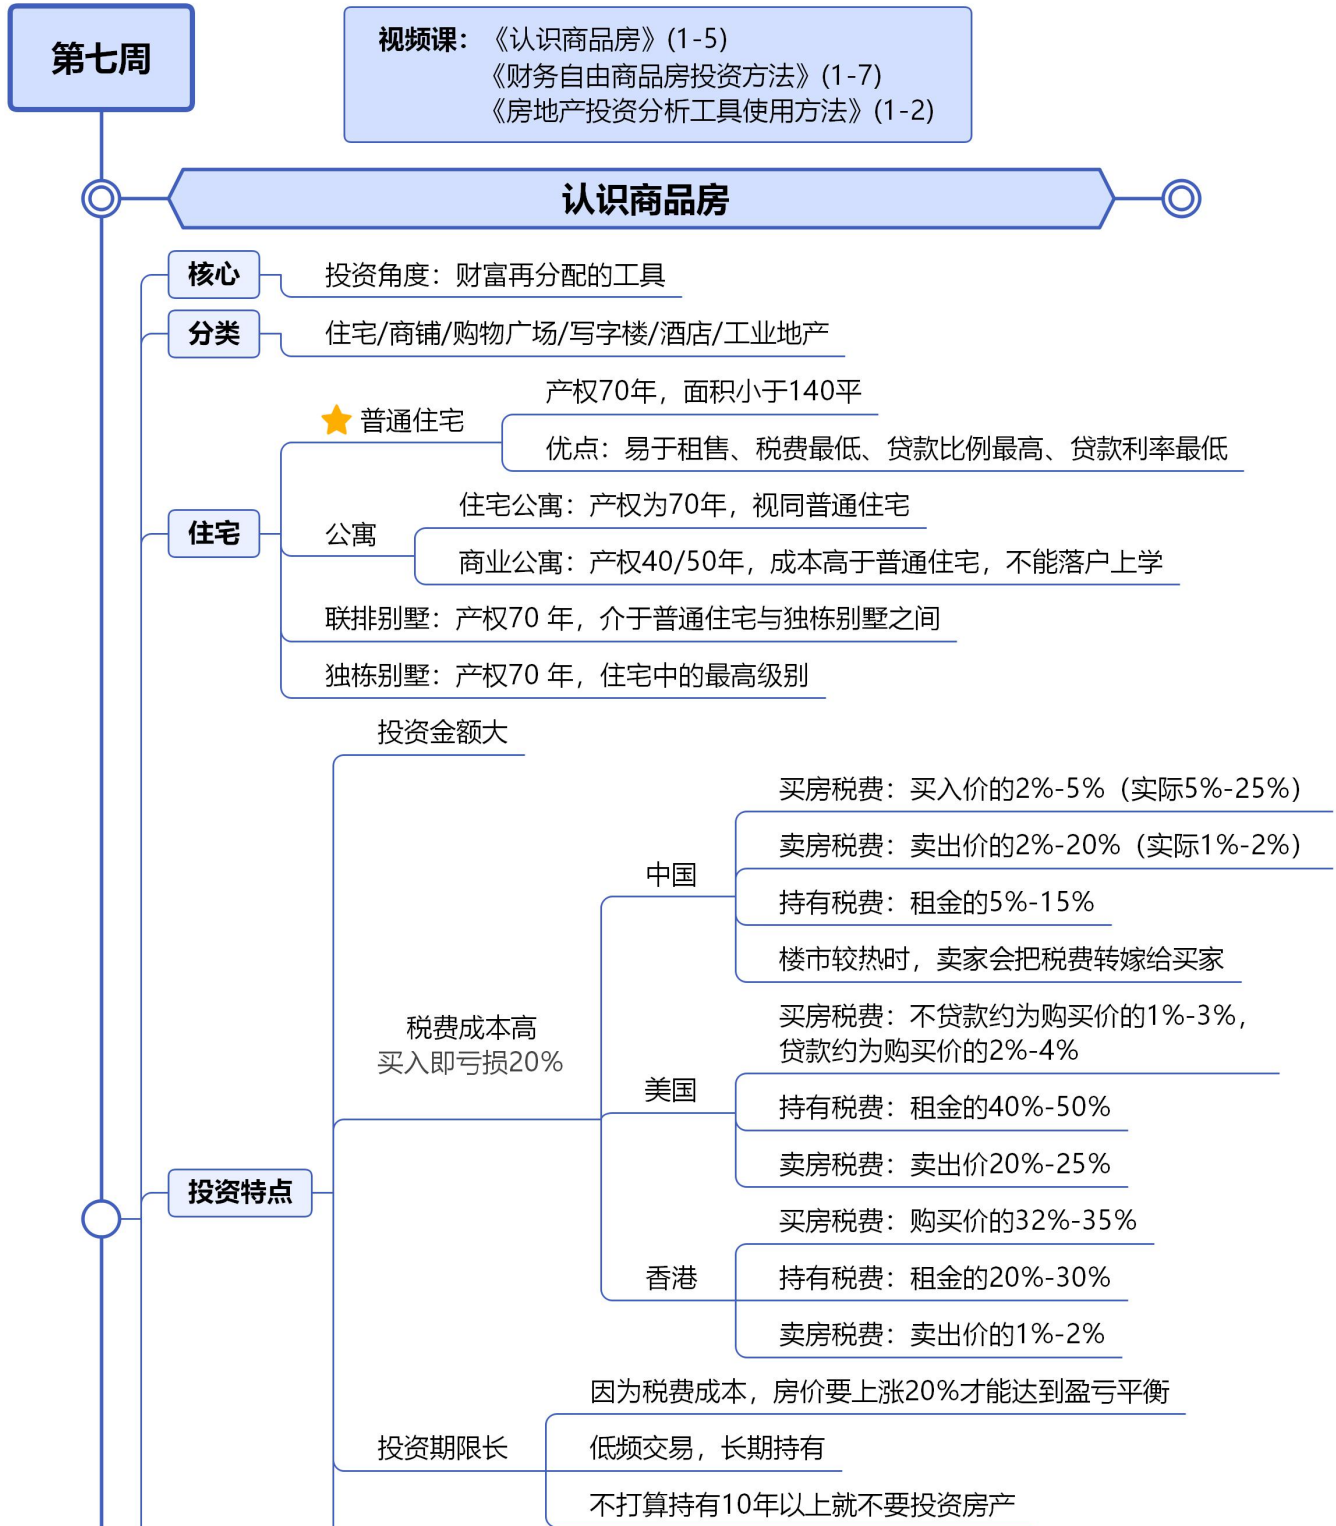 第七周
视频课：《认识商品房》(1-5)
《财务自由商品房投资方法》(1-7)
《房地产投资分析工具使用方法》(1-2)
认识商品房
核心
投资角度：财富再分配的工具
分类
住宅/商铺/购物广场/写字楼/酒店/工业地产
住宅
普通住宅
产权70年，面积小于140平
优点：易于租售、税费最低、贷款比例最高、贷款利率最低
公寓
住宅公寓：产权为70年，视同普通住宅
商业公寓：产权40/50年，成本高于普通住宅，不能落户上学
联排别墅：产权70 年，介于普通住宅与独栋别墅之间
独栋别墅：产权70 年，住宅中的最高级别
投资特点
投资金额大
税费成本高
买入即亏损20%
中国
买房税费：买入价的2%-5%（实际5%-25%）
卖房税费：卖出价的2%-20%（实际1%-2%）
持有税费：租金的5%-15%
楼市较热时，卖家会把税费转嫁给买家
美国
买房税费：不贷款约为购买价的1%-3%，
贷款约为购买价的2%-4%
持有税费：租金的40%-50%
卖房税费：卖出价20%-25%
香港
买房税费：购买价的32%-35%
持有税费：租金的20%-30%
卖房税费：卖出价的1%-2%
投资期限长
因为税费成本，房价要上涨20%才能达到盈亏平衡
低频交易，长期持有
不打算持有10年以上就不要投资房产